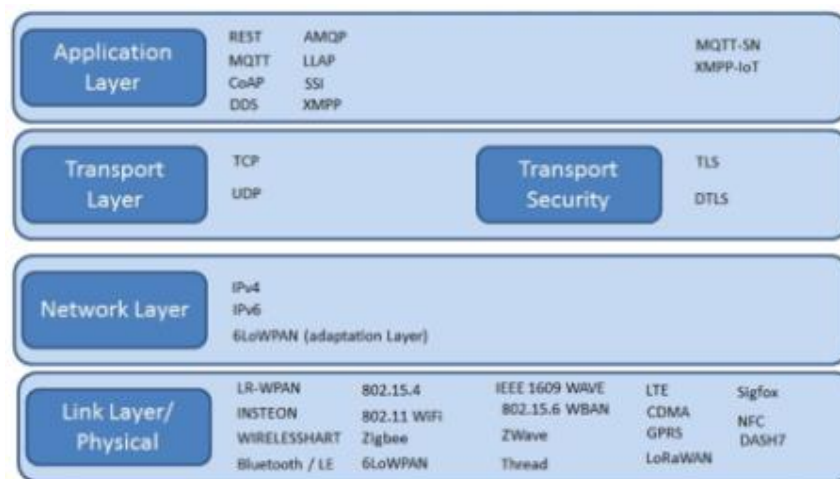 Application
Layer
REST AMQP
MQTT LLAP
CoAP SSI
DDS XMPP
MQTT-SN
XMPP-IoT
Transport
Layer
TCP
UDP
Transport
Security
TLS
DTLS
Network Layer
IPv4
IPv6
6LoWPAN (adaptation Layer)
Link Layer/
Physical
LR-WPAN 802.15.4 IEEE 1609 WAVE LTE Sigfox
INSTEON 802.11 WiFi 802.15.6 WBAN CDMA NFC
WIRELESSHART Zigbee ZWave GPRS DASH7
Bluetooth / LE 6LoWPAN Thread LoRaWAN